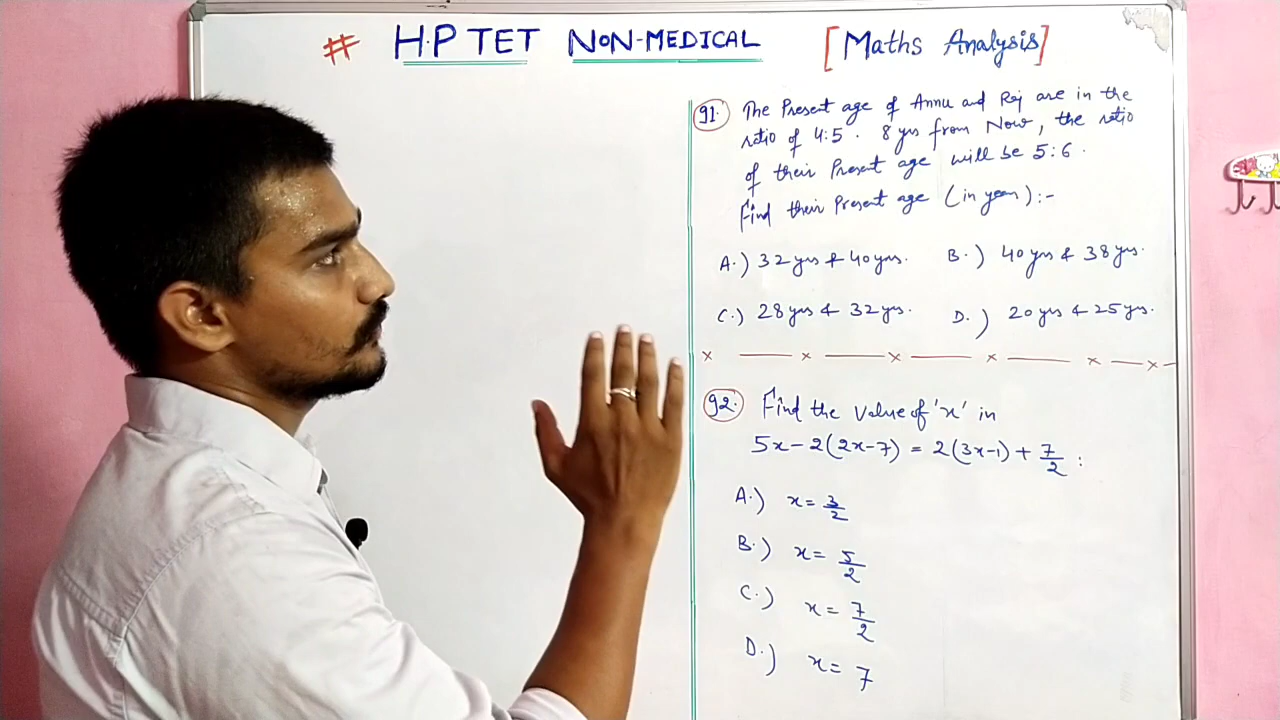 # H.P TET NON-MEDICAL [Maths Analysis]
91. The Present age of Annu and Raj are in the
ratio of 4:5. 8 yrs from Now, the ratio
of their Present age will be 5:6.
Find their Present age (in year):-
A.) 32 yrs & 40 yrs. B.) 40 yrs & 38 yrs.
C.) 28 yrs & 32 yrs. D.) 20 yrs & 25 yrs.
92. Find the value of 'x' in
5x-2(2x-7) = 2(3x-1) + 7/2 :
A.) x = 3/2
B.) x = 5/2
C.) x = 7/2
D.) x = 7